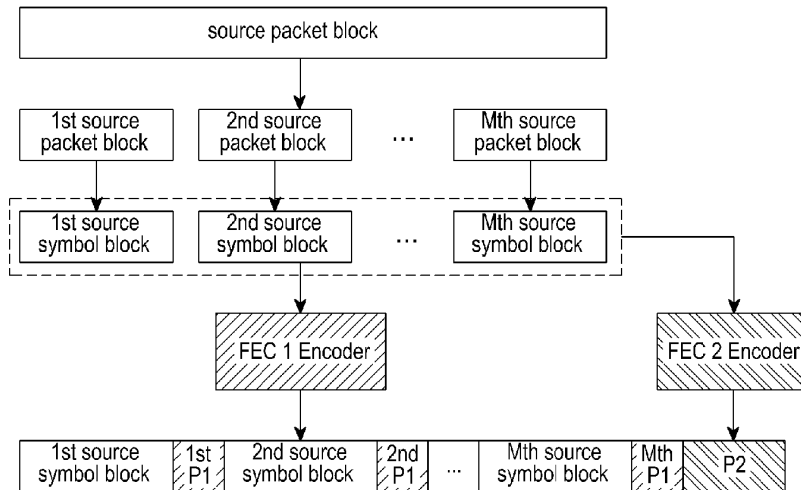 source packet block
1st source packet block
2nd source packet block
...
Mth source packet block
1st source symbol block
2nd source symbol block
...
Mth source symbol block
FEC 1 Encoder
FEC 2 Encoder
1st source symbol block
1st P1
2nd source symbol block
2nd P1
...
Mth source symbol block
Mth P1
P2